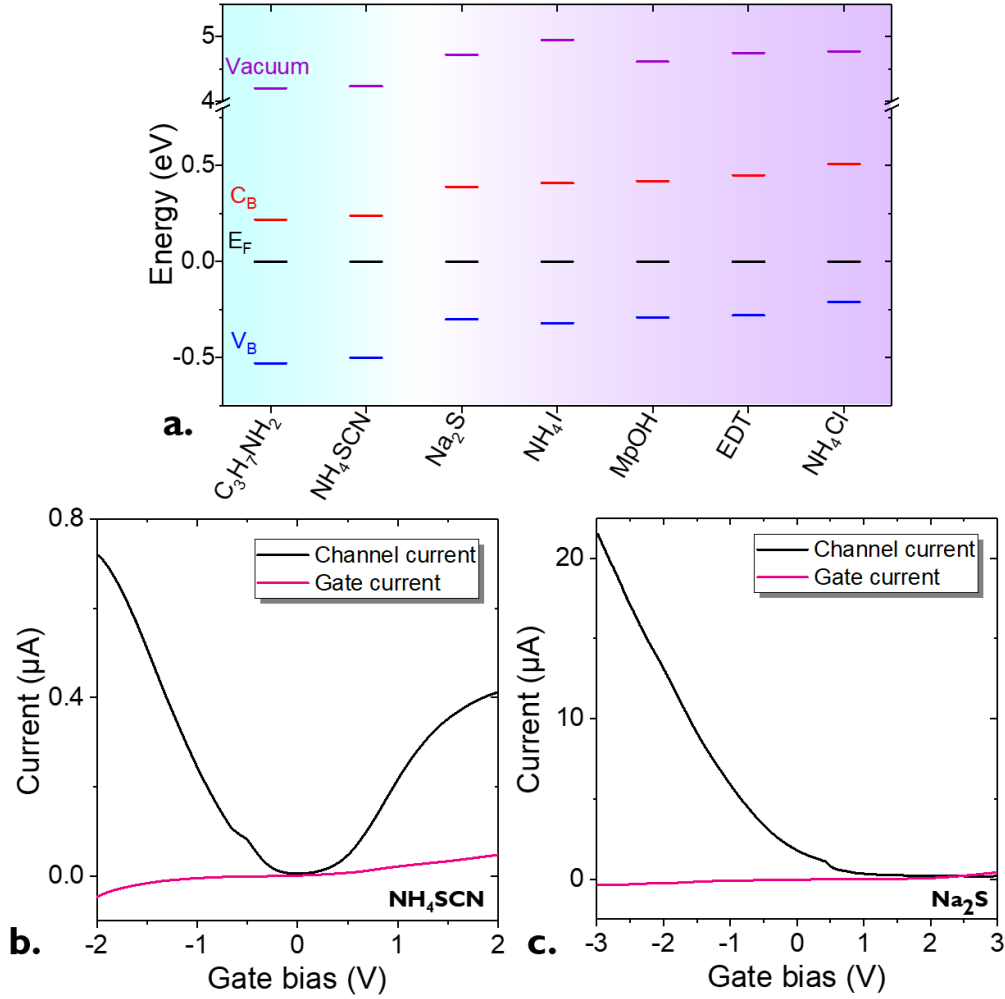 5
4
0.5
0.0
-0.5
Energy (eV)
Vacuum
C_B
E_F
V_B
a.
C₃H₇NH₂
NH₄SCN
Na₂S
NH₄I
MpOH
EDT
NH₄Cl
0.8
0.4
0.0
Current (µA)
Channel current
Gate current
NH₄SCN
-2
-1
0
1
2
b.
Gate bias (V)
20
10
0
Current (µA)
Channel current
Gate current
Na₂S
-3
-2
-1
0
1
2
3
c.
Gate bias (V)